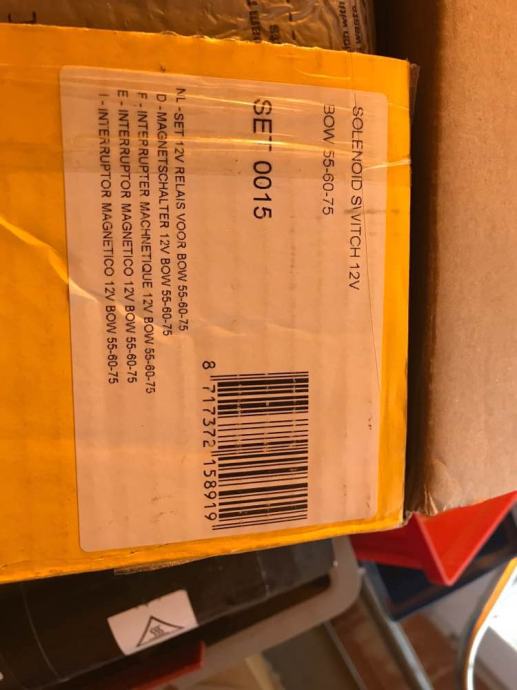 SOLENOID SWITCH 12V
BOW 55-60-75
SET 0015
NL -SET 12V RELAIS VOOR BOW 55-60-75
D - MAGNETSCHALTER 12V BOW 55-60-75
F - INTERRUPTER MACHNETIQUE 12V BOW 55-60-75
E - INTERRUPTOR MAGNETICO 12V BOW 55-60-75
I - INTERRUPTOR MAGNETICO 12V BOW 55-60-75
8 717372 158919